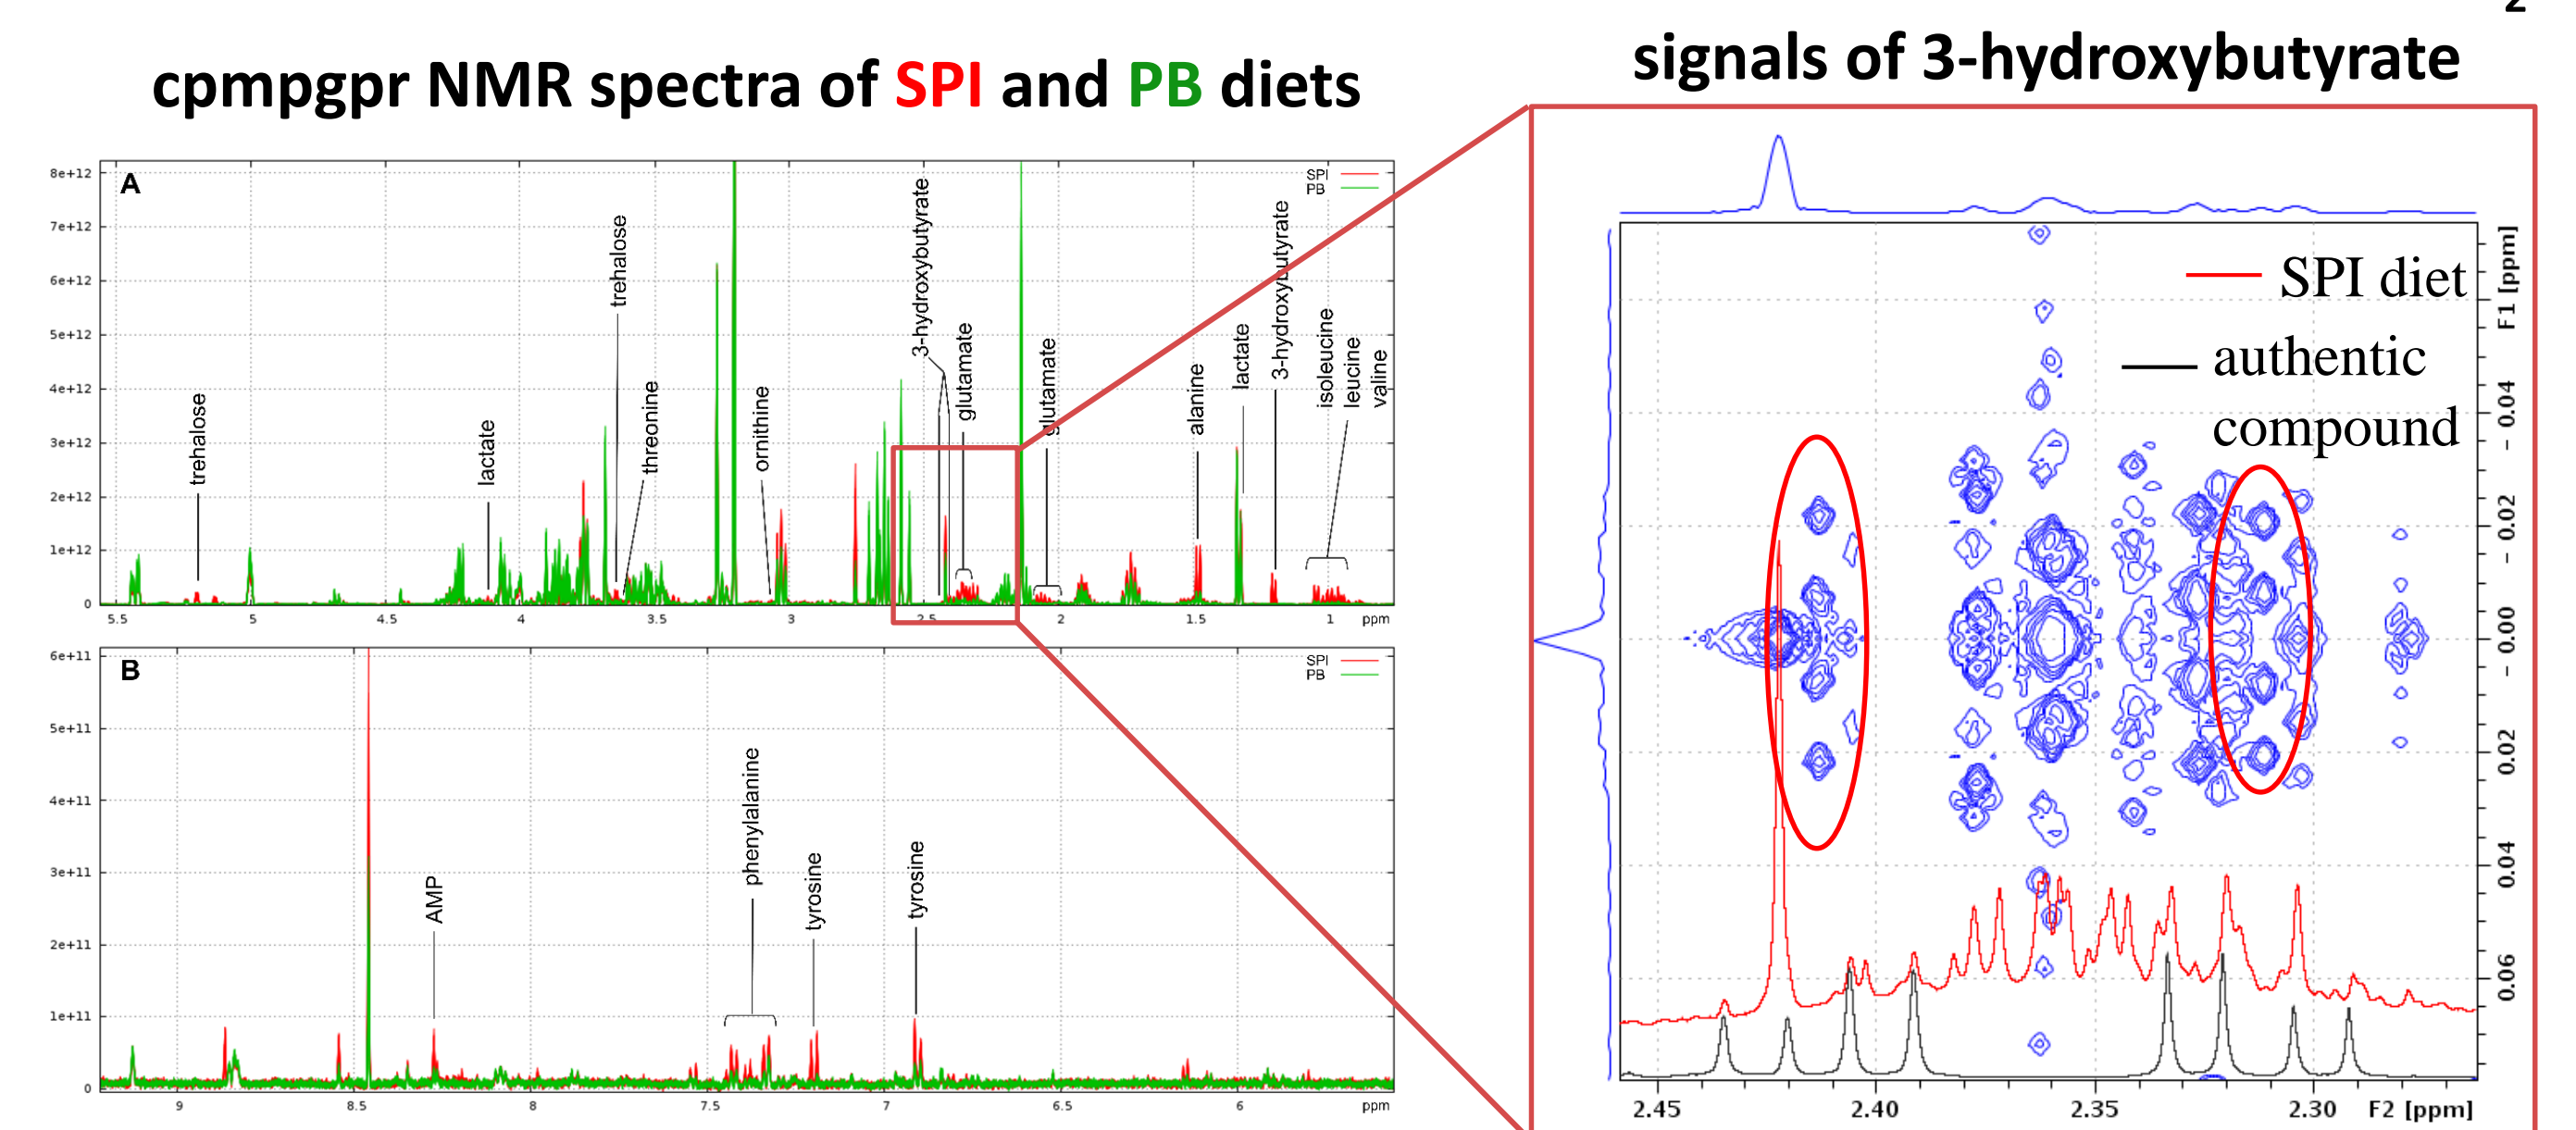 cpmpgpr NMR spectra of SPI and PB diets
2
signals of 3-hydroxybutyrate
A
SPI
PB
8e+12
7e+12
6e+12
5e+12
4e+12
3e+12
2e+12
1e+12
0
trehalose
lactate
trehalose
threonine
ornithine
3-hydroxybutyrate
glutamate
glutamate
alanine
lactate
3-hydroxybutyrate
isoleucine
leucine
valine
5.5 5 4.5 4 3.5 3 2.5 2 1.5 1 ppm
B
SPI
PB
6e+11
5e+11
4e+11
3e+11
2e+11
1e+11
0
AMP
phenylalanine
tyrosine
tyrosine
9 8.5 8 7.5 7 6.5 6 ppm
SPI diet
authentic
compound
F1 [ppm]
- 0.04
- 0.02
- 0.00
0.02
0.04
0.06
2.45 2.40 2.35 2.30 F2 [ppm]